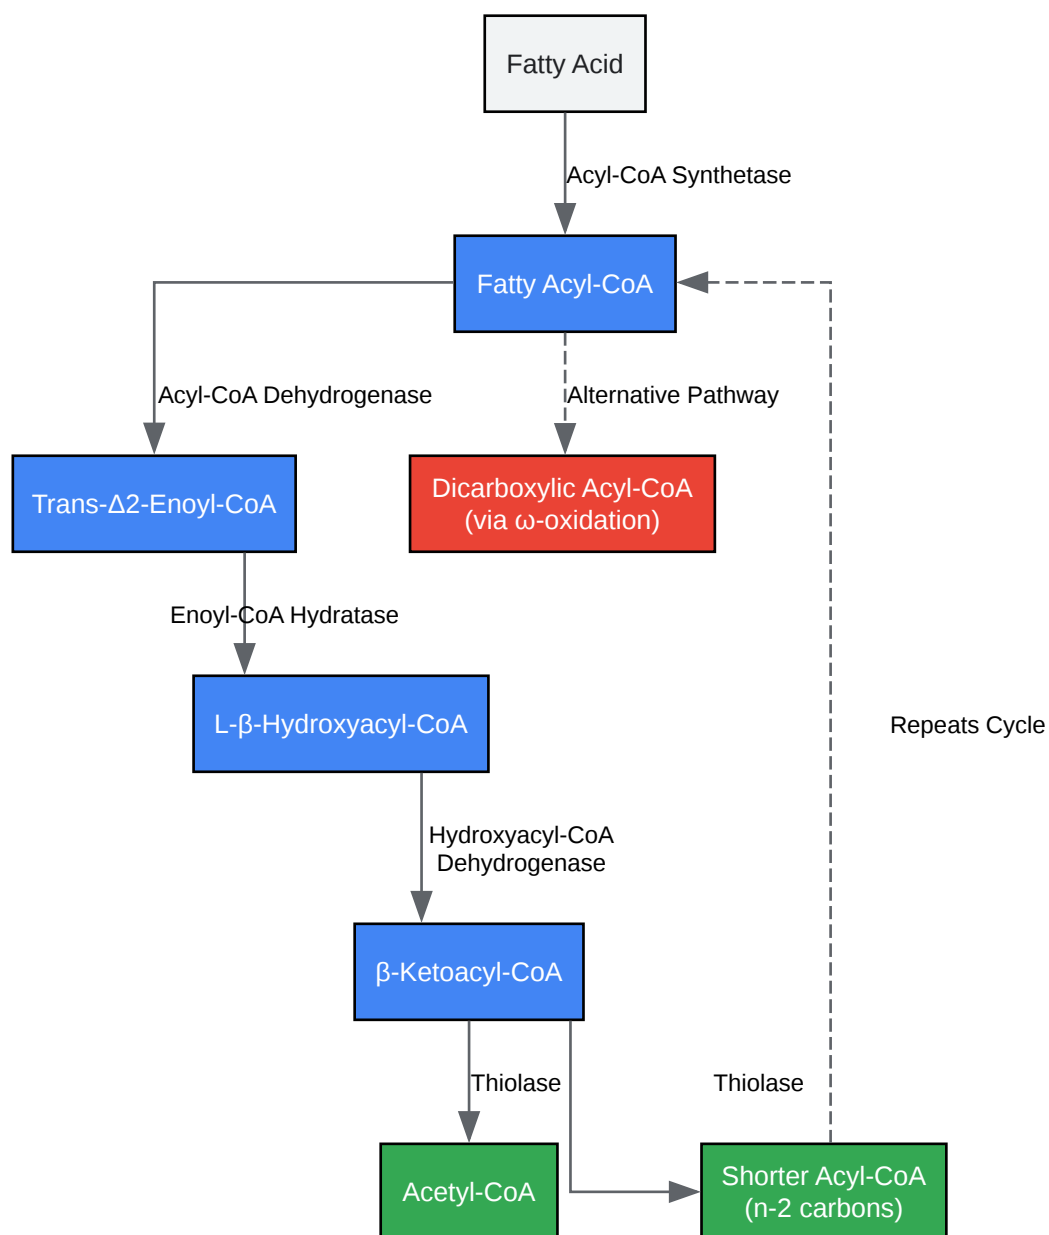 Fatty Acid
Acyl-CoA Synthetase
Fatty Acyl-CoA
Acyl-CoA Dehydrogenase
Alternative Pathway
Trans-Δ2-Enoyl-CoA
Dicarboxylic Acyl-CoA
(via ω-oxidation)
Enoyl-CoA Hydratase
L-β-Hydroxyacyl-CoA
Repeats Cycle
Hydroxyacyl-CoA
Dehydrogenase
β-Ketoacyl-CoA
Thiolase
Thiolase
Acetyl-CoA
Shorter Acyl-CoA
(n-2 carbons)